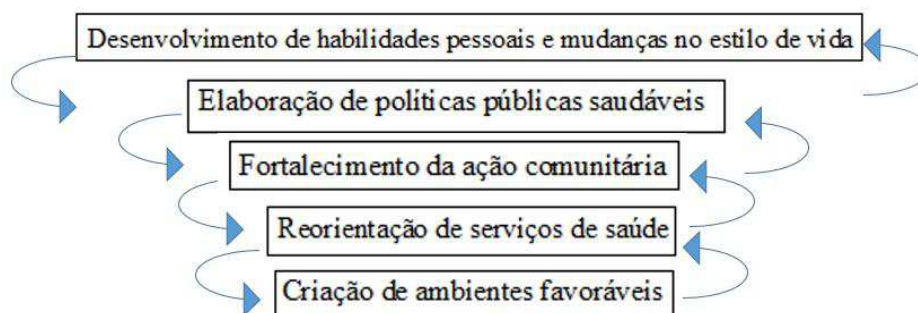 Desenvolvimento de habilidades pessoais e mudanças no estilo de vida
Elaboração de políticas públicas saudáveis
Fortalecimento da ação comunitária
Reorientação de serviços de saúde
Criação de ambientes favoráveis